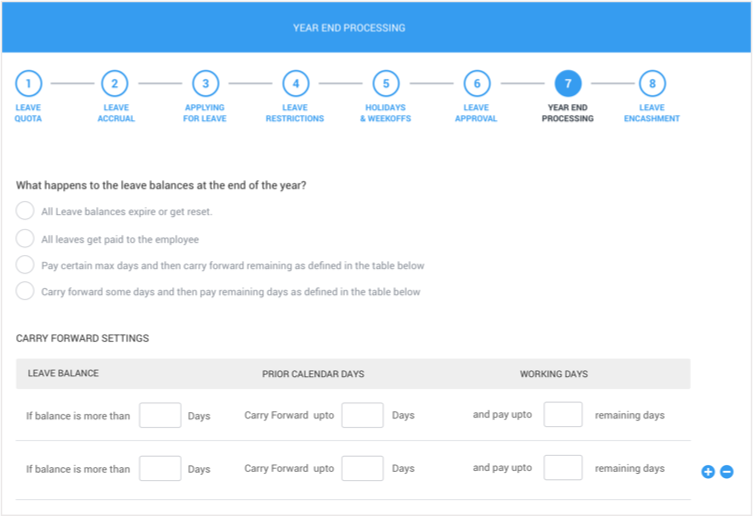 YEAR END PROCESSING
1 2 3 4 5 6 7 8
LEAVE QUOTA
LEAVE ACCRUAL
APPLYING FOR LEAVE
LEAVE RESTRICTIONS
HOLIDAYS & WEEKOFFS
LEAVE APPROVAL
YEAR END PROCESSING
LEAVE ENCASHMENT
What happens to the leave balances at the end of the year?
All Leave balances expire or get reset.
All leaves get paid to the employee
Pay certain max days and then carry forward remaining as defined in the table below
Carry forward some days and then pay remaining days as defined in the table below
CARRY FORWARD SETTINGS
LEAVE BALANCE PRIOR CALENDAR DAYS WORKING DAYS
If balance is more than Days Carry Forward upto Days and pay upto remaining days
If balance is more than Days Carry Forward upto Days and pay upto remaining days